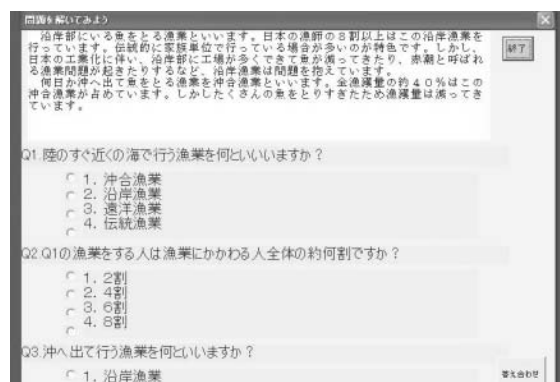 問題を解いてみよう
沿岸部にいる魚をとる漁業といいます。日本の漁師の8割以上はこの沿岸漁業を
行っています。伝統的に家族単位で行っている場合が多いのが特色です。しかし、
日本の工業化に伴い、沿岸部に工場が多くできて魚が減ってきたり、赤潮と呼ばれ
る漁業問題が起きたりするなど、沿岸漁業は問題を抱えています。
何日か沖へ出て魚をとる漁業を沖合漁業といいます。全漁獲量の約40%はこの
沖合漁業が占めています。しかしたくさんの魚をとりすぎたため漁獲量は減ってき
ています。
終了
Q1.陸のすぐ近くの海で行う漁業を何といいいますか?
1. 沖合漁業
2. 沿岸漁業
3. 遠洋漁業
4. 伝統漁業
Q2.Q1の漁業をする人は漁業にかかわる人全体の約何割ですか?
1. 2割
2. 4割
3. 6割
4. 8割
Q3.沖へ出て行う漁業を何といいますか?
1. 沿岸漁業
答え合わせ